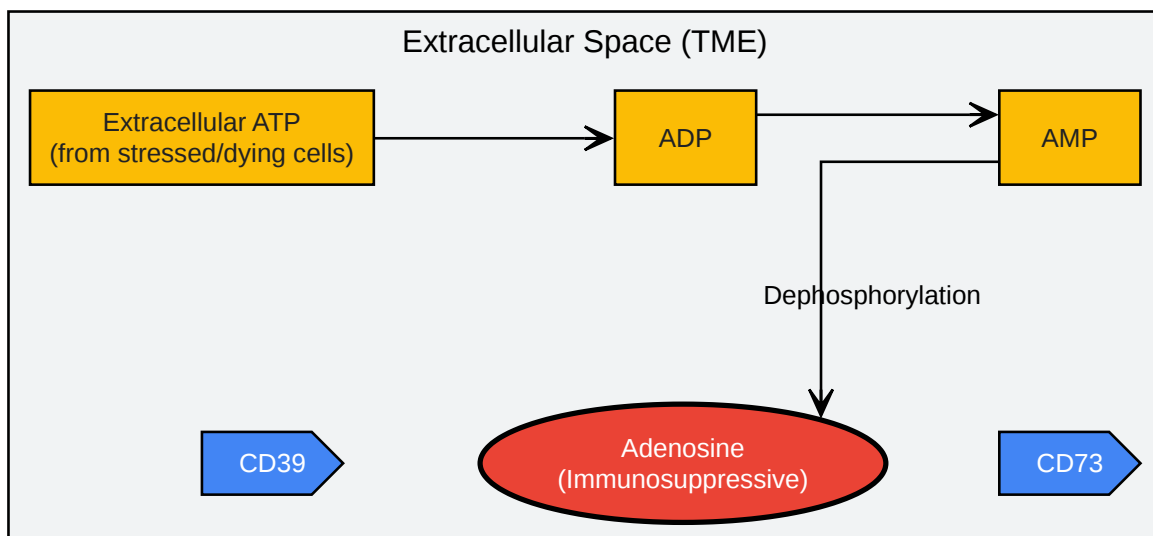 Extracellular Space (TME)
Extracellular ATP
(from stressed/dying cells)
ADP
AMP
Dephosphorylation
CD39
Adenosine
(Immunosuppressive)
CD73